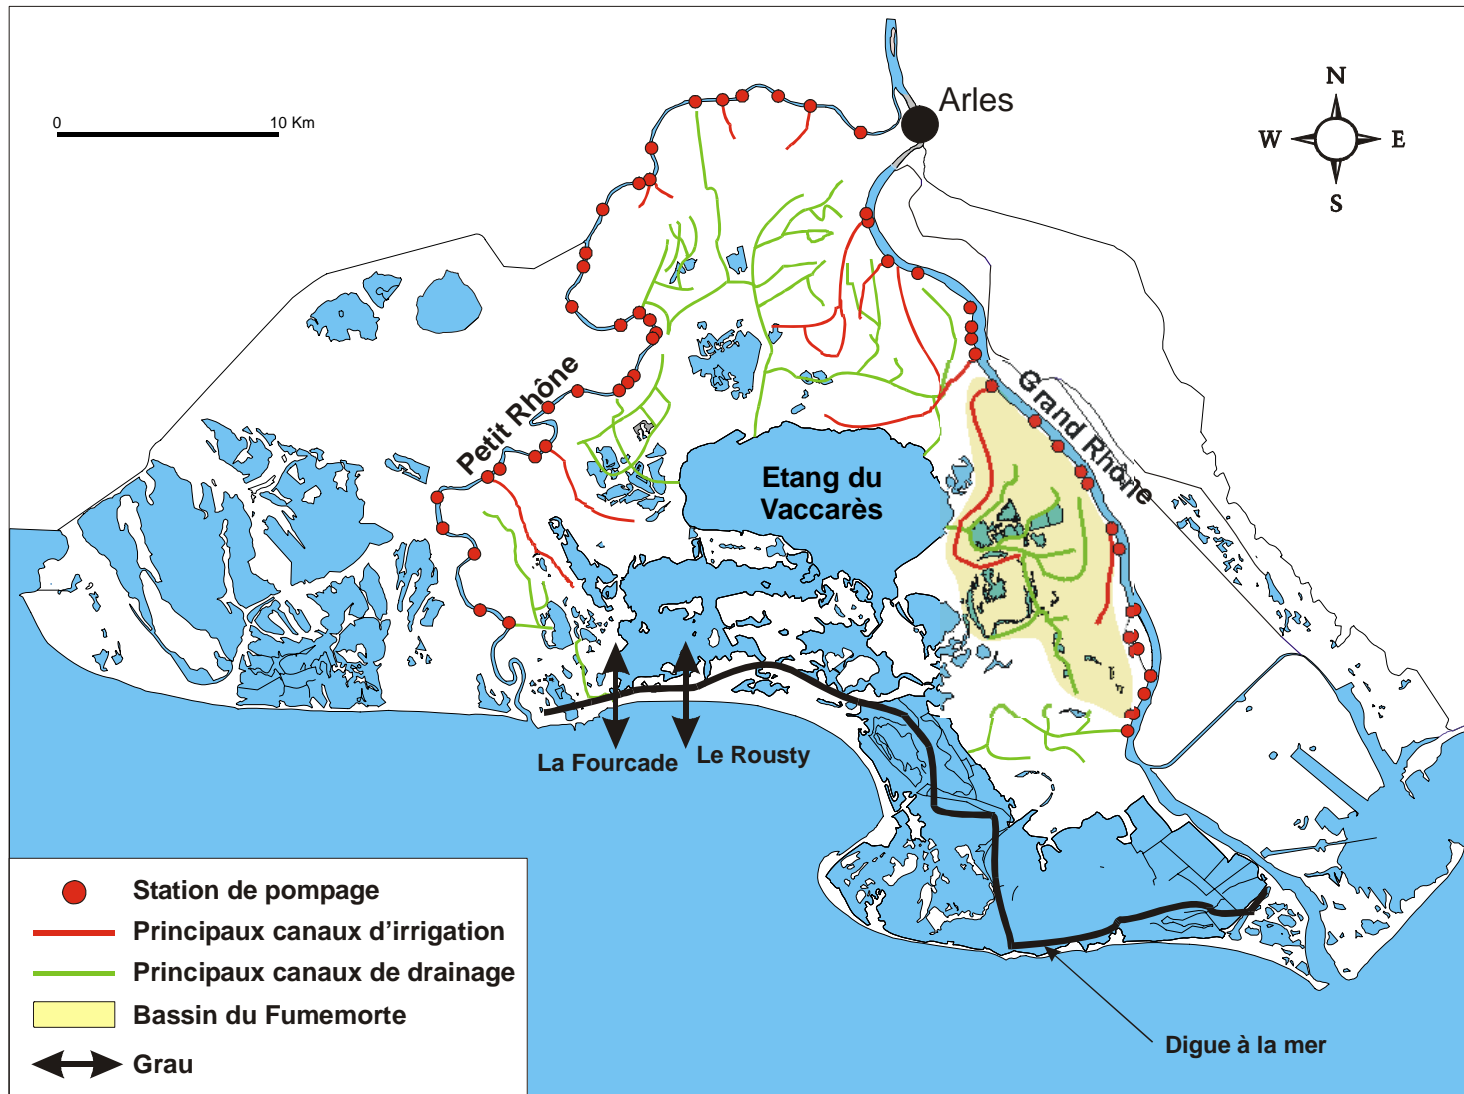 Arles
0 10 Km
N
W E
S
Petit Rhône
Grand Rhône
Etang du
Vaccarès
La Fourcade
Le Rousty
Station de pompage
Principaux canaux d'irrigation
Principaux canaux de drainage
Bassin du Fumemorte
Grau
Digue à la mer